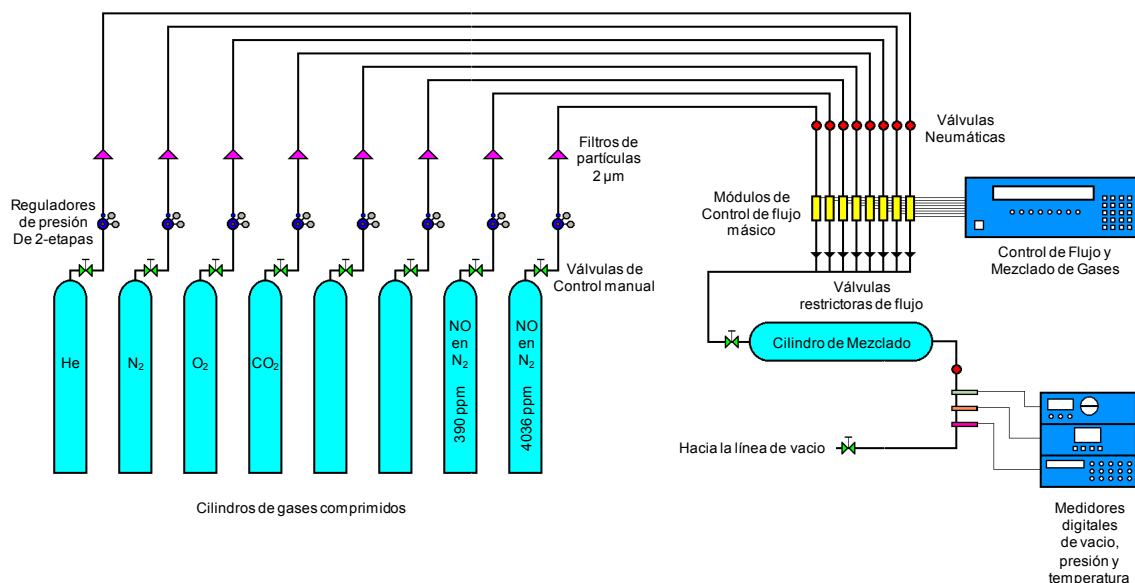 Válvulas
Neumáticas
Filtros de
partículas
2 µm
Reguladores
de presión
De 2-etapas
Módulos de
Control de flujo
másico
Control de Flujo y
Mezclado de Gases
Válvulas de
Control manual
Válvulas
restrictoras de flujo
He
N₂
O₂
CO₂
NO
en
N₂
390 ppm
NO
en
N₂
4036 ppm
Cilindro de Mezclado
Hacia la línea de vacio
Cilindros de gases comprimidos
Medidores
digitales
de vacio,
presión y
temperatura